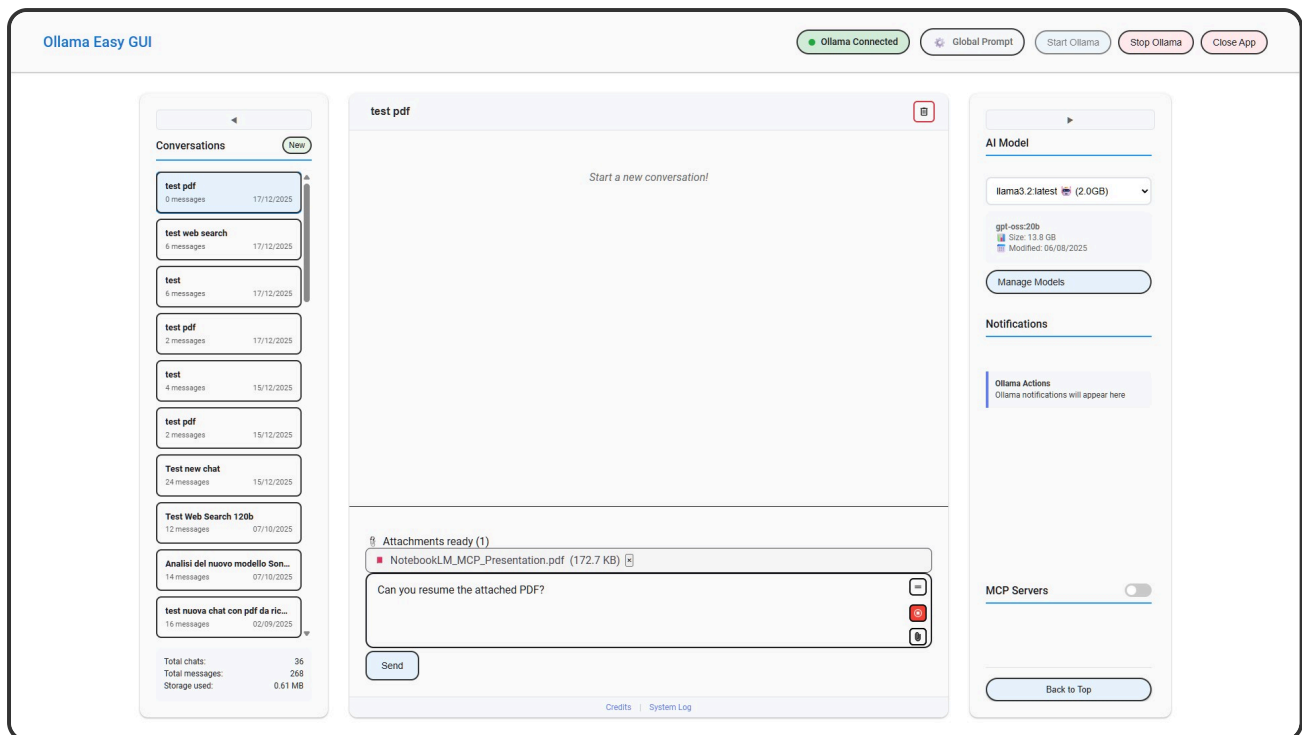 Ollama Easy GUI
Ollama Connected
Global Prompt
Start Ollama
Stop Ollama
Close App
Conversations
New
test pdf
0 messages 17/12/2025
test web search
6 messages 17/12/2025
test
6 messages 17/12/2025
test pdf
2 messages 17/12/2025
test
4 messages 15/12/2025
test pdf
2 messages 15/12/2025
Test new chat
24 messages 15/12/2025
Test Web Search 120b
12 messages 07/10/2025
Analisi del nuovo modello Son...
14 messages 07/10/2025
test nuova chat con pdf da ric...
16 messages 02/09/2025
Total chats: 36
Total messages: 268
Storage used: 0.61 MB
test pdf
Start a new conversation!
Attachments ready (1)
NotebookLM_MCP_Presentation.pdf (172.7 KB)
Can you resume the attached PDF?
Send
Credits | System Log
AI Model
llama3.2:latest (2.0GB)
gpt-oss:20b
Size: 13.8 GB
Modified: 06/08/2025
Manage Models
Notifications
Ollama Actions
Ollama notifications will appear here
MCP Servers
Back to Top